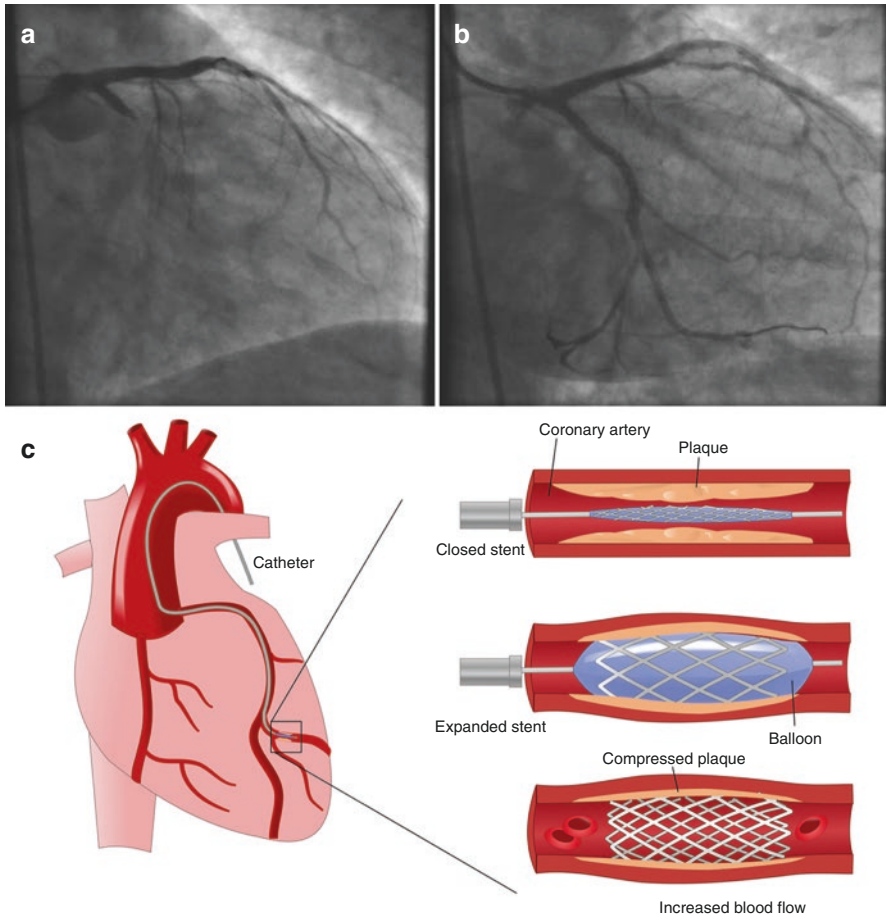 a
b
c
Coronary artery
Plaque
Closed stent
Catheter
Expanded stent
Balloon
Compressed plaque
Increased blood flow